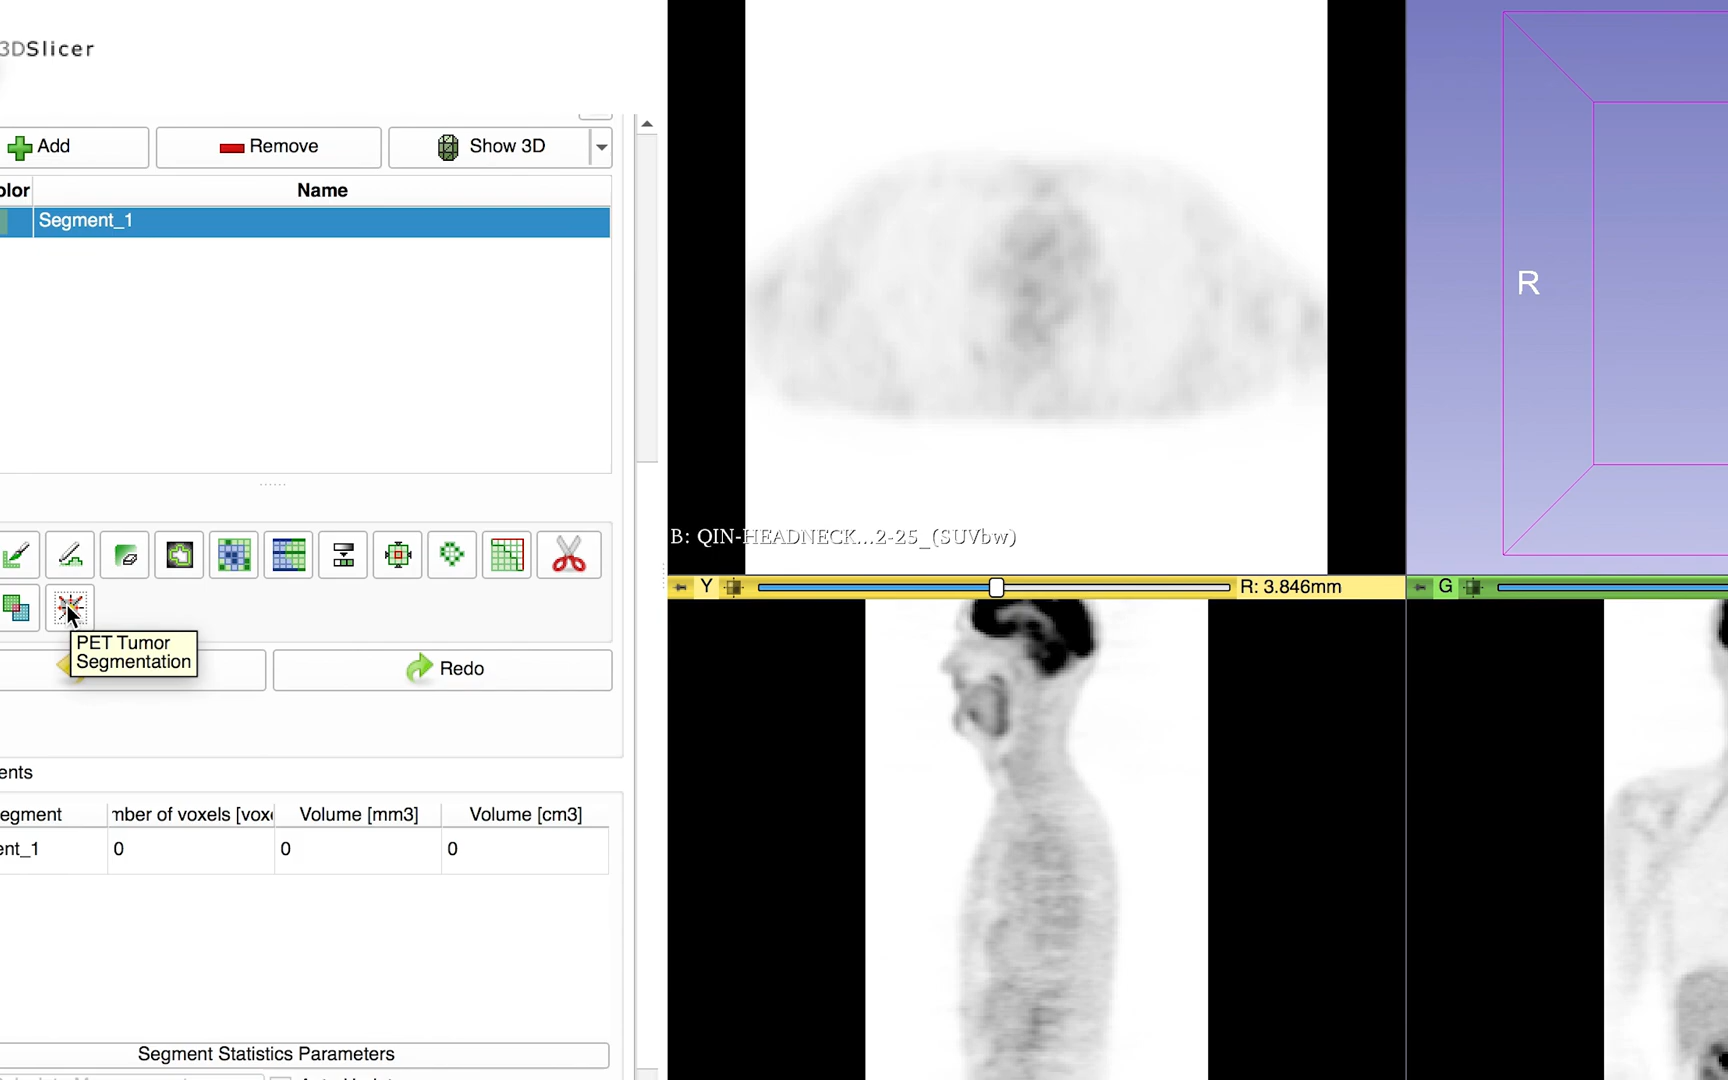 3DSlicer
Add
Remove
Show 3D
olor
Name
Segment_1
R
B: QIN-HEADNECK...2-25_(SUVbw)
Y
R: 3.846mm
G
PET Tumor
Segmentation
Redo
ents
egment
mber of voxels [voxe
Volume [mm3]
Volume [cm3]
ent_1
0
0
0
Segment Statistics Parameters